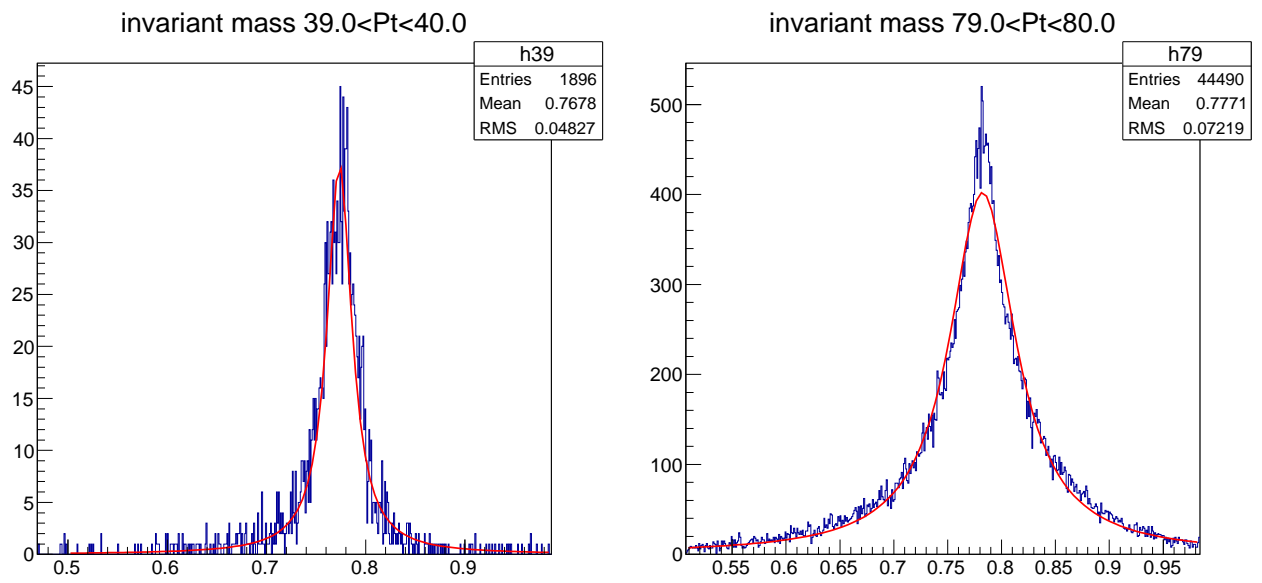 invariant mass 39.0<Pt<40.0
h39
Entries 1896
Mean 0.7678
RMS 0.04827
45
40
35
30
25
20
15
10
5
0
0.5 0.6 0.7 0.8 0.9
invariant mass 79.0<Pt<80.0
h79
Entries 44490
Mean 0.7771
RMS 0.07219
500
400
300
200
100
0
0.55 0.6 0.65 0.7 0.75 0.8 0.85 0.9 0.95